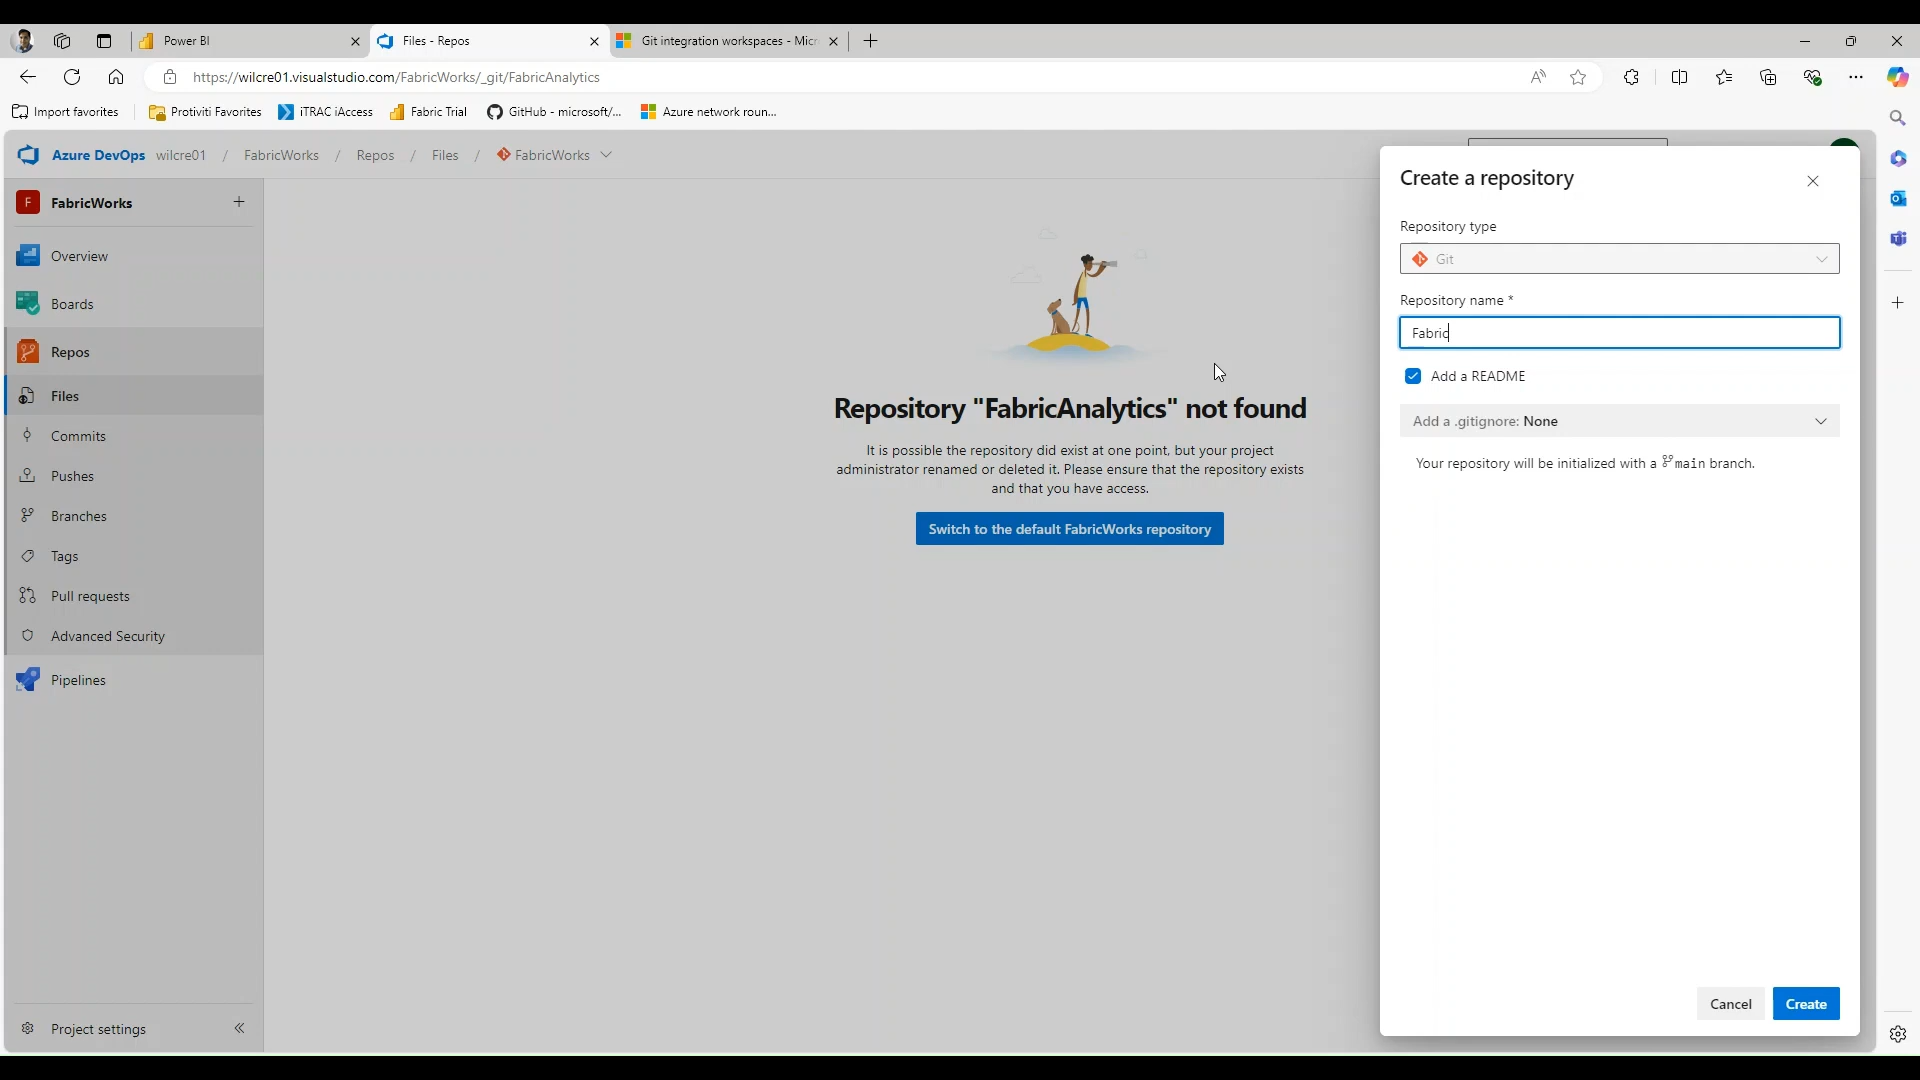 Power BI
Files - Repos
Git integration workspaces - Micr
https://wilcre01.visualstudio.com/FabricWorks/_git/FabricAnalytics
Import favorites
Protiviti Favorites
iTRAC iAccess
Fabric Trial
GitHub - microsoft/...
Azure network roun...
Azure DevOps wilcre01 / FabricWorks / Repos / Files / FabricWorks
F FabricWorks
Overview
Boards
Repos
Files
Commits
Pushes
Branches
Tags
Pull requests
Advanced Security
Pipelines
Project settings
Repository "FabricAnalytics" not found
It is possible the repository did exist at one point, but your project
administrator renamed or deleted it. Please ensure that the repository exists
and that you have access.
Switch to the default FabricWorks repository
Create a repository
Repository type
Git
Repository name *
Fabric
Add a README
Add a .gitignore: None
Your repository will be initialized with a main branch.
Cancel
Create